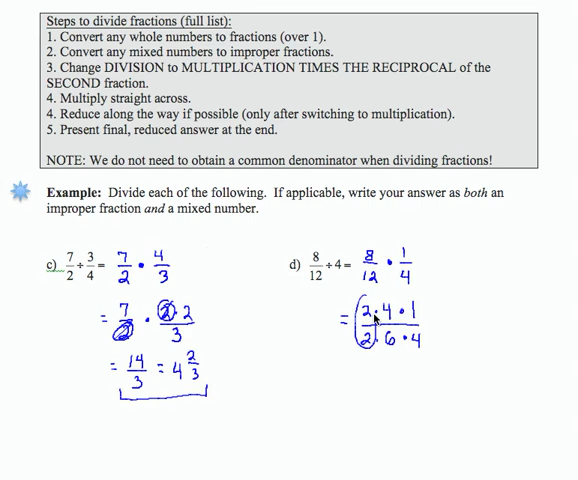 Steps to divide fractions (full list):
1. Convert any whole numbers to fractions (over 1).
2. Convert any mixed numbers to improper fractions.
3. Change DIVISION to MULTIPLICATION TIMES THE RECIPROCAL of the
SECOND fraction.
4. Multiply straight across.
4. Reduce along the way if possible (only after switching to multiplication).
5. Present final, reduced answer at the end.
NOTE: We do not need to obtain a common denominator when dividing fractions!
Example: Divide each of the following. If applicable, write your answer as both an
improper fraction and a mixed number.
c) 7/2 ÷ 3/4 = 7/2 · 4/3
= 7/2 · 2·2/3
= 14/3 = 4 2/3
d) 8/12 ÷ 4 = 8/12 · 1/4
= 2·4·1/2·6·4